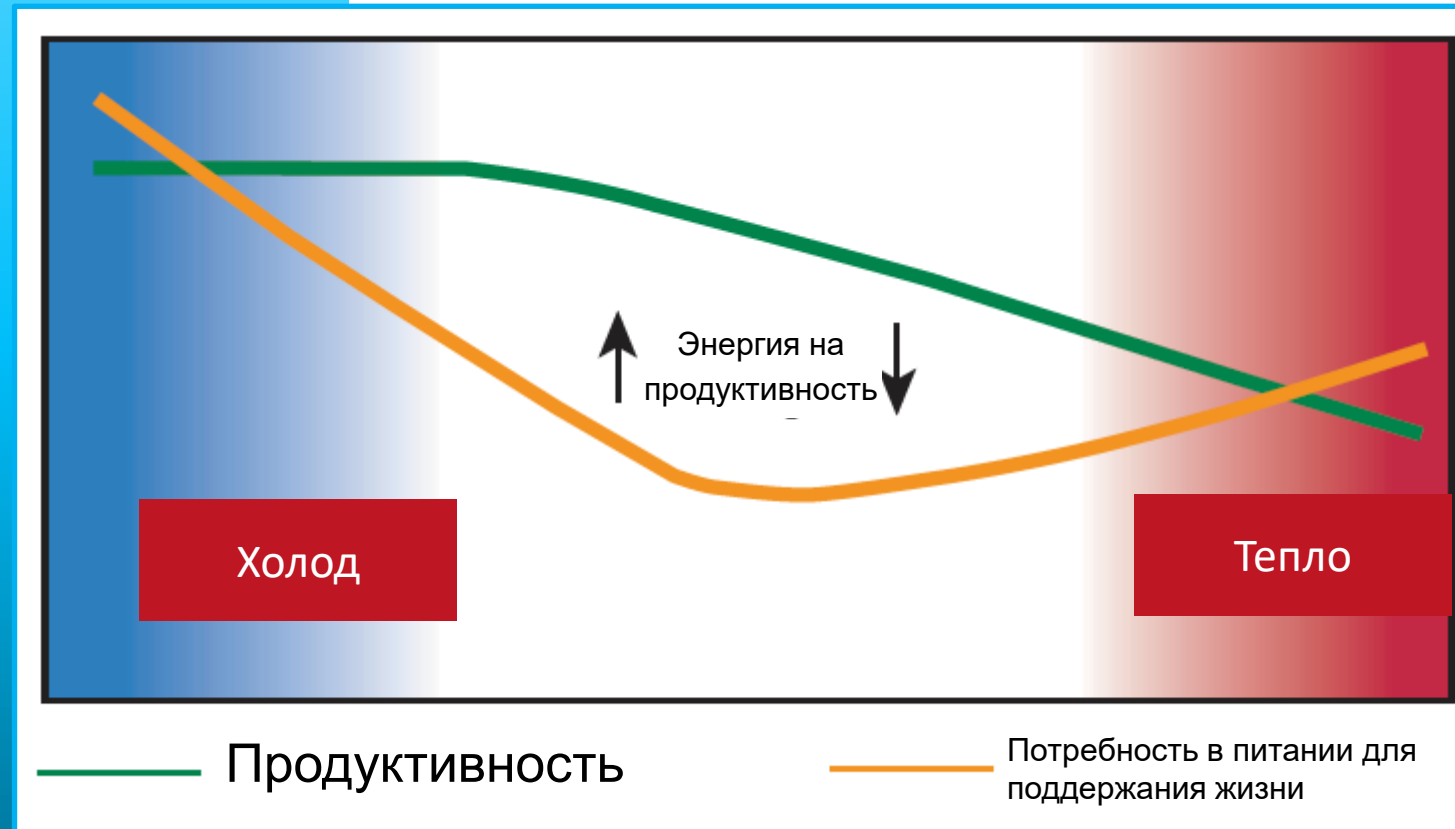 Энергия на
продуктивность
Холод
Тепло
Продуктивность
Потребность в питании для
поддержания жизни